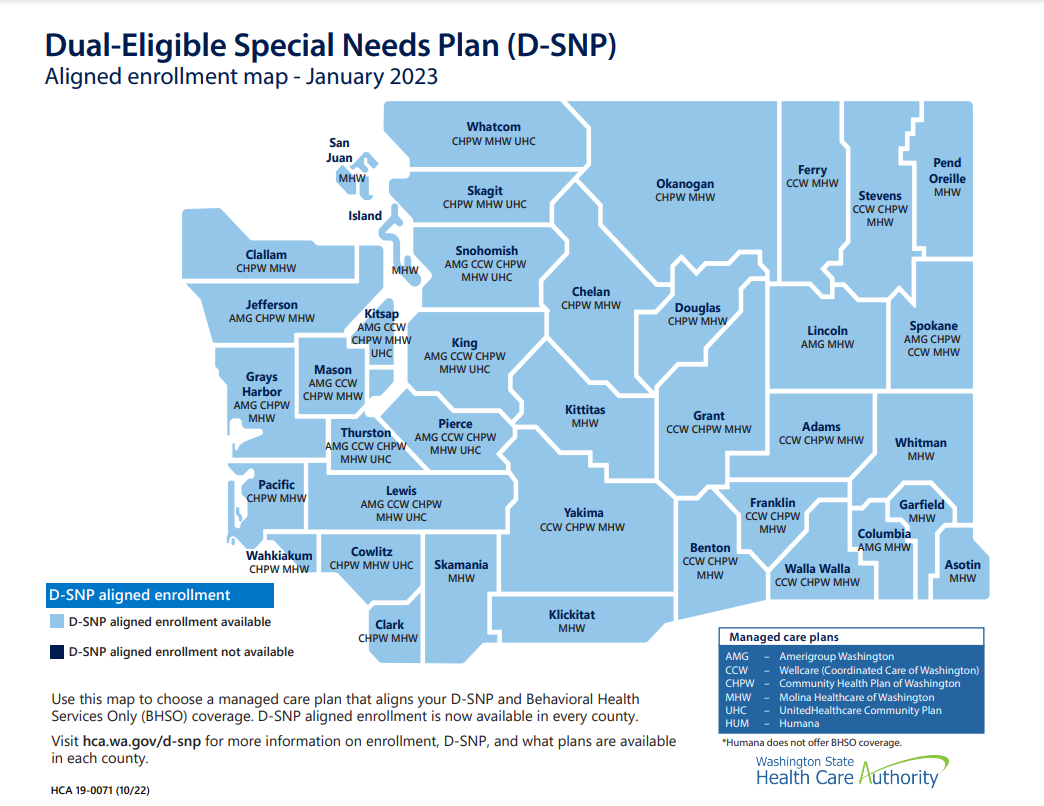 Dual-Eligible Special Needs Plan (D-SNP)
Aligned enrollment map - January 2023
Whatcom
CHPW MHW UHC
San
Juan
MHW
Skagit
CHPW MHW UHC
Island
MHW
Okanogan
CHPW MHW
Ferry
CCW MHW
Stevens
CCW CHPW
MHW
Pend
Oreille
MHW
Clallam
CHPW MHW
Snohomish
AMG CCW CHPW
MHW UHC
Chelan
CHPW MHW
Douglas
CHPW MHW
Jefferson
AMG CHPW MHW
Kitsap
AMG CCW
CHPW MHW
UHC
King
AMG CCW CHPW
MHW UHC
Lincoln
AMG MHW
Spokane
AMG CHPW
CCW MHW
Grays
Harbor
AMG CHPW
MHW
Mason
AMG CCW
CHPW MHW
Kittitas
MHW
Grant
CCW CHPW MHW
Adams
CCW CHPW MHW
Whitman
MHW
Thurston
AMG CCW CHPW
MHW UHC
Pierce
AMG CCW CHPW
MHW UHC
Pacific
CHPW MHW
Lewis
AMG CCW CHPW
MHW UHC
Yakima
CCW CHPW MHW
Franklin
CCW CHPW
MHW
Garfield
MHW
Columbia
AMG MHW
Wahkiakum
CHPW MHW
Cowlitz
CHPW MHW UHC
Skamania
MHW
Benton
CCW CHPW
MHW
Walla Walla
CCW CHPW MHW
Asotin
MHW
Clark
CHPW MHW
Klickitat
MHW
D-SNP aligned enrollment
D-SNP aligned enrollment available
D-SNP aligned enrollment not available
Managed care plans
AMG – Amerigroup Washington
CCW – Wellcare (Coordinated Care of Washington)
CHPW – Community Health Plan of Washington
MHW – Molina Healthcare of Washington
UHC – UnitedHealthcare Community Plan
HUM – Humana
*Humana does not offer BHSO coverage.
Use this map to choose a managed care plan that aligns your D-SNP and Behavioral Health
Services Only (BHSO) coverage. D-SNP aligned enrollment is now available in every county.
Visit hca.wa.gov/d-snp for more information on enrollment, D-SNP, and what plans are available
in each county.
HCA 19-0071 (10/22)
Washington State
Health Care Authority